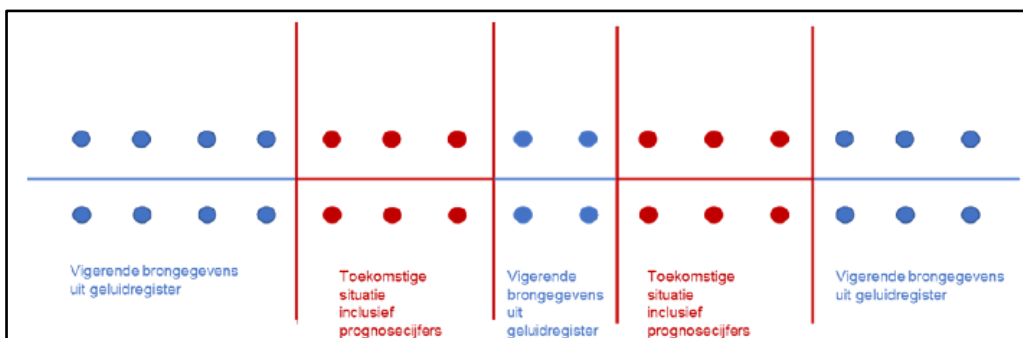 Vigerende brongegevens
uit geluidregister
Toekomstige
situatie
inclusief
prognosecijfers
Vigerende
brongegevens
uit
geluidregister
Toekomstige
situatie
inclusief
prognosecijfers
Vigerende brongegevens
uit geluidregister